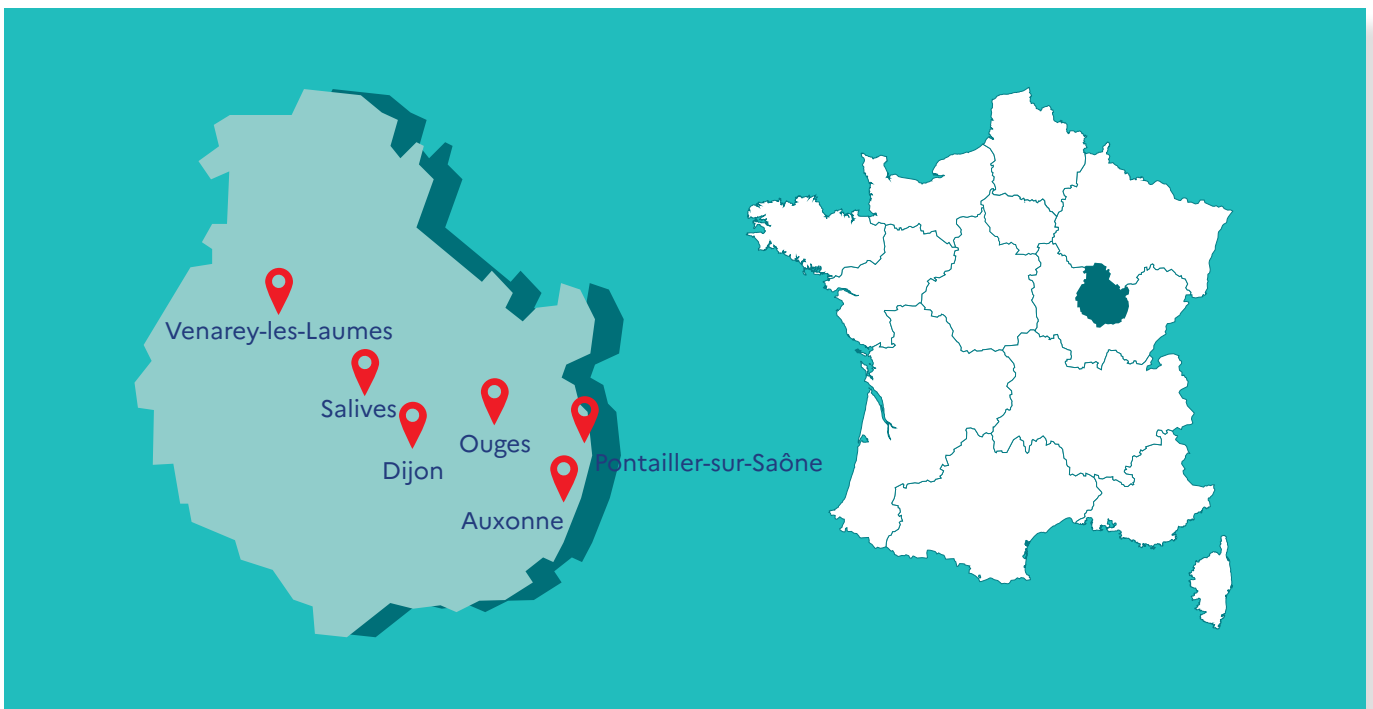 Venarey-les-Laumes
Salives
Dijon
Ouges
Pontailler-sur-Saône
Auxonne